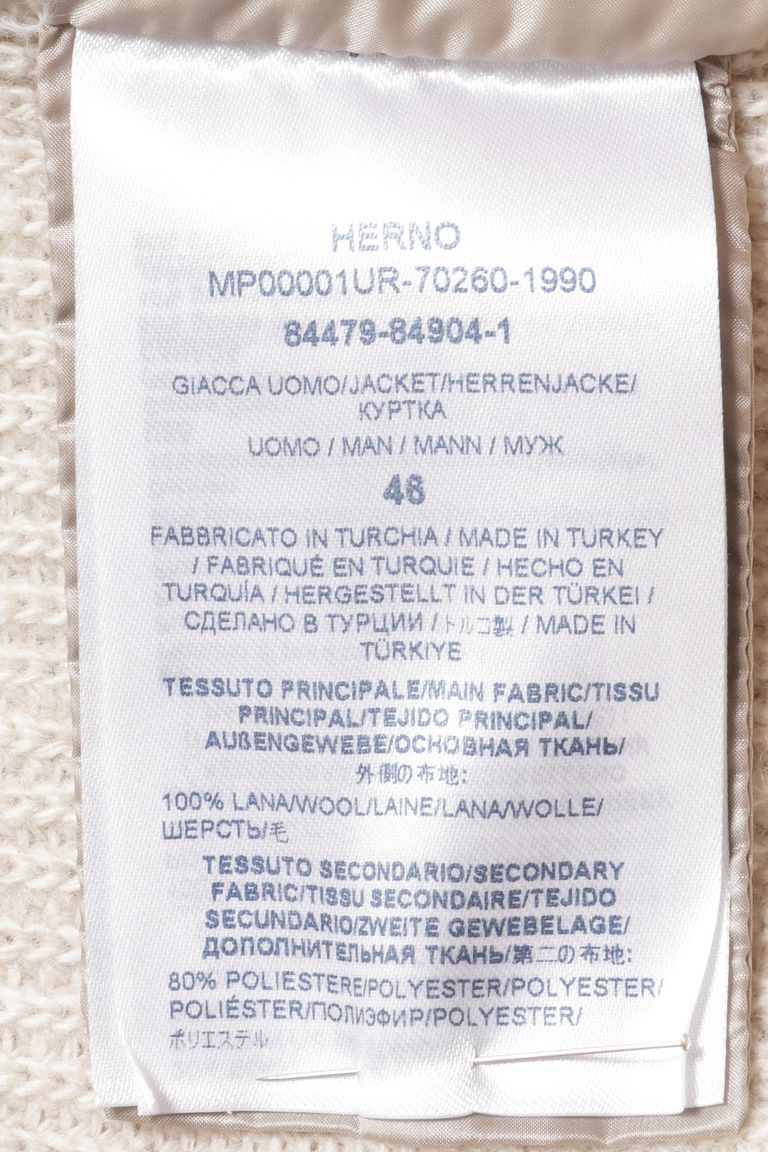 HERNO
MP00001UR-70260-1990
84479-84904-1
GIACCA UOMO/JACKET/HERRENJACKE/
КУРТКА
UOMO / MAN / MANN / МУЖ
46
FABBRICATO IN TURCHIA / MADE IN TURKEY
/ FABRIQUÉ EN TURQUIE / HECHO EN
TURQUÍA / HERGESTELLT IN DER TÜRKEI /
СДЕЛАНО В ТУРЦИИ / トルコ製 / MADE IN
TÜRKIYE
TESSUTO PRINCIPALE/MAIN FABRIC/TISSU
PRINCIPAL/TEJIDO PRINCIPAL/
AUßENGEWEBE/ОСНОВНАЯ ТКАНЬ/
外側の布地:
100% LANA/WOOL/LAINE/LANA/WOLLE/
ШЕРСТЬ/毛
TESSUTO SECONDARIO/SECONDARY
FABRIC/TISSU SECONDAIRE/TEJIDO
SECUNDARIO/ZWEITE GEWEBELAGE/
ДОПОЛНИТЕЛЬНАЯ ТКАНЬ/第二の布地:
80% POLIESTERE/POLYESTER/POLYESTER/
POLIÉSTER/ПОЛИЭФИР/POLYESTER/
ポリエステル